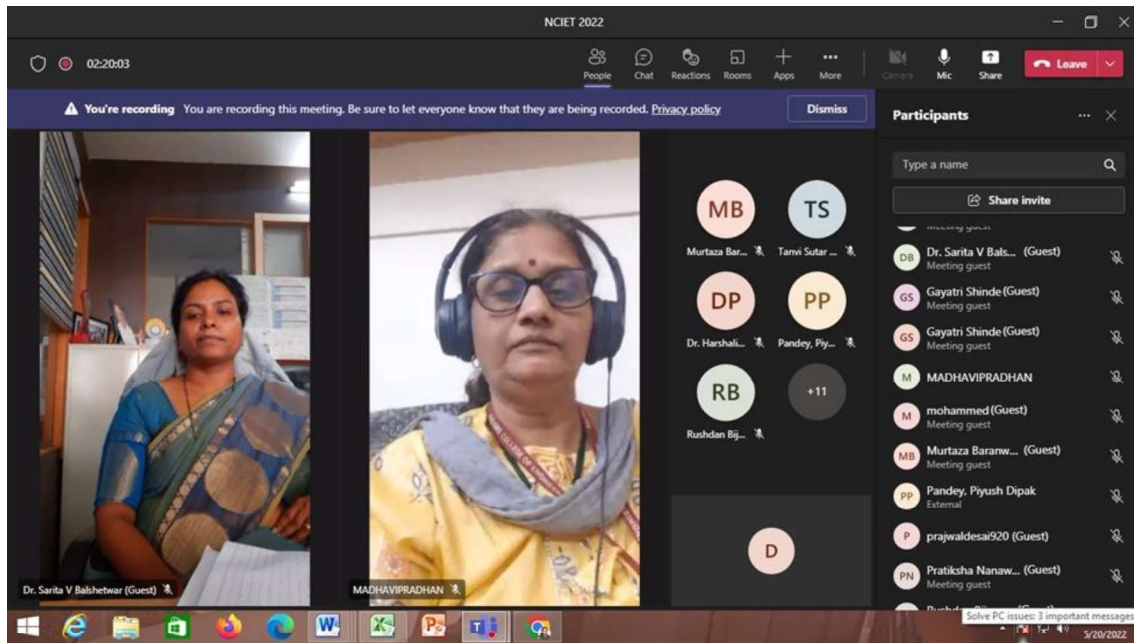 NCIET 2022
02:20:03
People
Chat
Reactions
Rooms
Apps
More
Camera
Mic
Share
Leave
You're recording You are recording this meeting. Be sure to let everyone know that they are being recorded. Privacy policy
Dismiss
Participants
Type a name
Share invite
Meeting guest
DB Dr. Sarita V Bals... (Guest)
Meeting guest
GS Gayatri Shinde (Guest)
Meeting guest
GS Gayatri Shinde (Guest)
Meeting guest
M MADHAVIPRADHAN
M mohammed (Guest)
Meeting guest
MB Murtaza Baranw... (Guest)
Meeting guest
PP Pandey, Piyush Dipak
External
P prajwaldesai920 (Guest)
PN Pratiksha Nanaw... (Guest)
Meeting guest
MB
Murtaza Bar...
TS
Tanvi Sutar ...
DP
Dr. Harshali...
PP
Pandey, Piy...
RB
Rushdan Bij...
+11
D
Dr. Sarita V Balshetwar (Guest)
MADHAVIPRADHAN
Solve PC issues: 3 important messages
5/20/2022